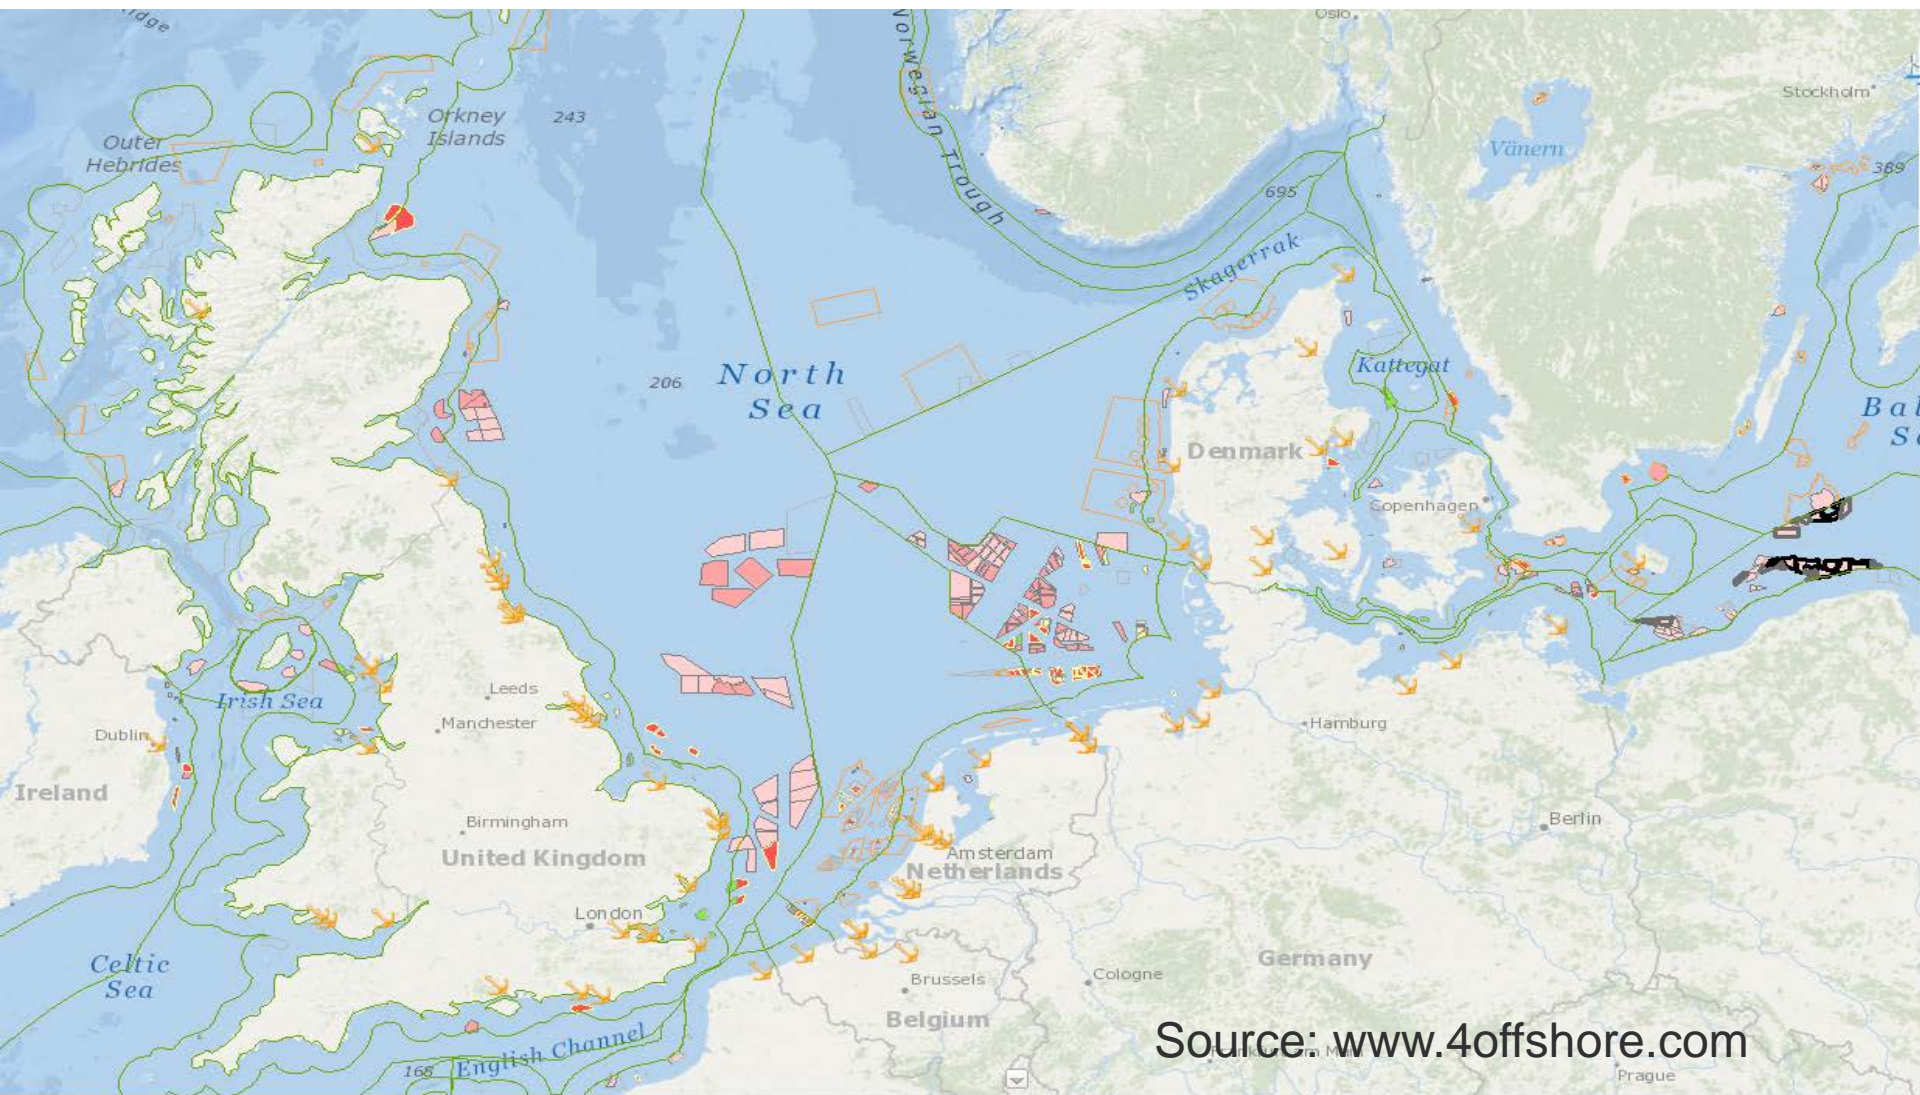 Oslo
Norwegian Trough
Stockholm
Orkney
Islands
243
Outer
Hebrides
Vänern
389
695
Skagerrak
North
Sea
206
Kattegat
Denmark
Copenhagen
Irish Sea
Leeds
Manchester
Dublin
Hamburg
Ireland
Birmingham
United Kingdom
Berlin
Amsterdam
Netherlands
London
Celtic
Sea
Brussels
Cologne
Germany
Belgium
English Channel
168
Source: www.4offshore.com
Prague